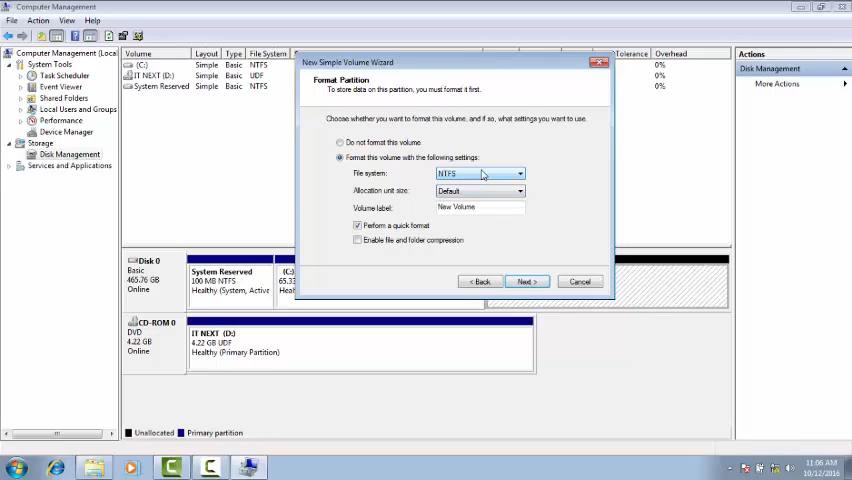 Computer Management
File Action View Help
Computer Management (Local
System Tools
Task Scheduler
Event Viewer
Shared Folders
Local Users and Groups
Performance
Device Manager
Storage
Disk Management
Services and Applications
Volume Layout Type File System Tolerance Overhead
(C:) Simple Basic NTFS 0%
IT NEXT (D:) Simple Basic UDF 0%
System Reserved Simple Basic NTFS 0%
Actions
Disk Management
More Actions
New Simple Volume Wizard
Format Partition
To store data on this partition, you must format it first.
Choose whether you want to format this volume, and if so, what settings you want to use.
Do not format this volume
Format this volume with the following settings:
File system: NTFS
Allocation unit size: Default
Volume label: New Volume
Perform a quick format
Enable file and folder compression
< Back Next > Cancel
Disk 0
Basic
465.76 GB
Online
System Reserved
100 MB NTFS
Healthy (System, Active
(C:)
65.33
Healthy
CD-ROM 0
DVD
4.22 GB
Online
IT NEXT (D:)
4.22 GB UDF
Healthy (Primary Partition)
Unallocated Primary partition
11:06 AM
10/12/2016